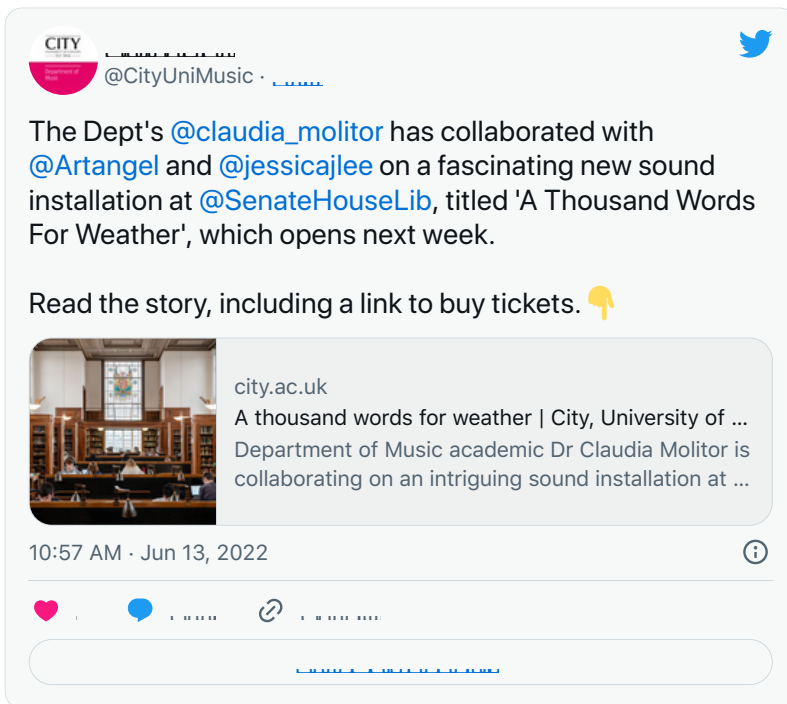 CITY
Department of
Music
@CityUniMusic ·
The Dept's @claudia_molitor has collaborated with
@Artangel and @jessicajlee on a fascinating new sound
installation at @SenateHouseLib, titled 'A Thousand Words
For Weather', which opens next week.
Read the story, including a link to buy tickets. 👇
city.ac.uk
A thousand words for weather | City, University of ...
Department of Music academic Dr Claudia Molitor is
collaborating on an intriguing sound installation at ...
10:57 AM · Jun 13, 2022